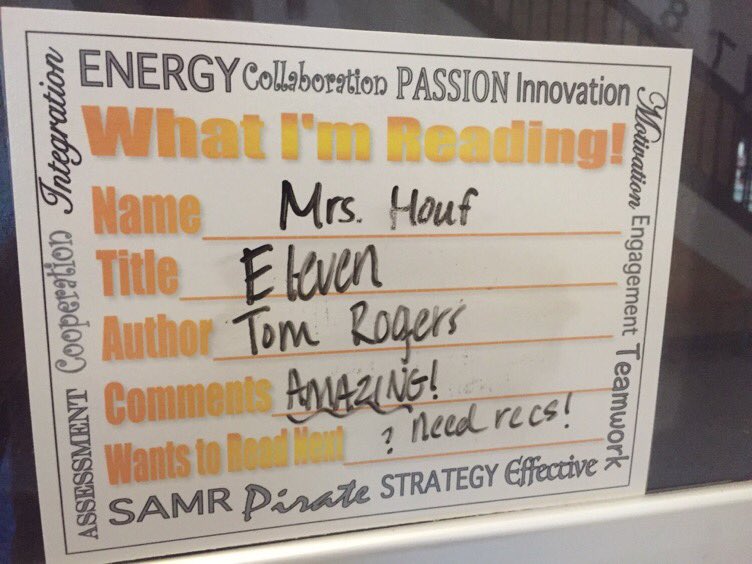 ENERGY Collaboration PASSION Innovation
Motivation Engagement Teamwork
What I'm Reading!
Name Mrs. Houf
Title Eleven
Author Tom Rogers
Comments AMAZING!
Wants to Read Next ? need recs!
SAMR Pirate STRATEGY Effective
ASSESSMENT Cooperation Integration